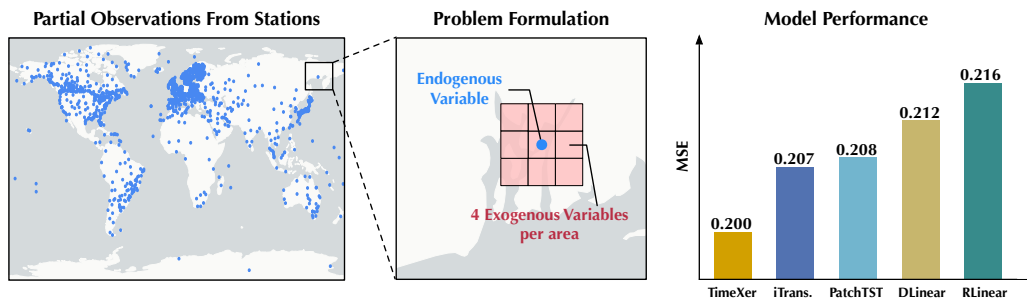 Partial Observations From Stations
Problem Formulation
Endogenous
Variable
4 Exogenous Variables
per area
Model Performance
MSE
0.200
0.207
0.208
0.212
0.216
TimeXer
iTrans.
PatchTST
DLinear
RLinear